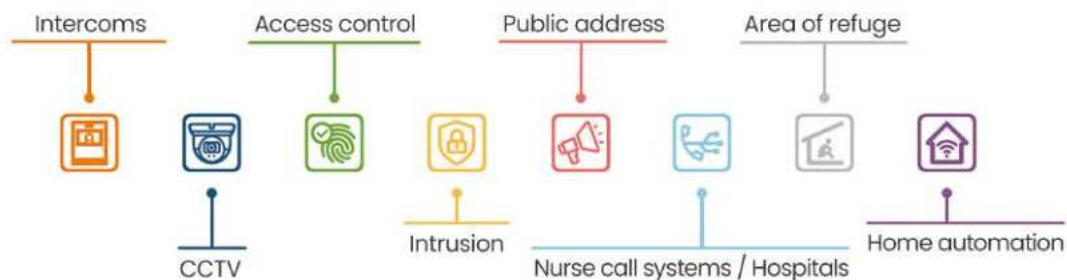 Intercoms
Access control
Public address
Area of refuge
CCTV
Intrusion
Nurse call systems / Hospitals
Home automation